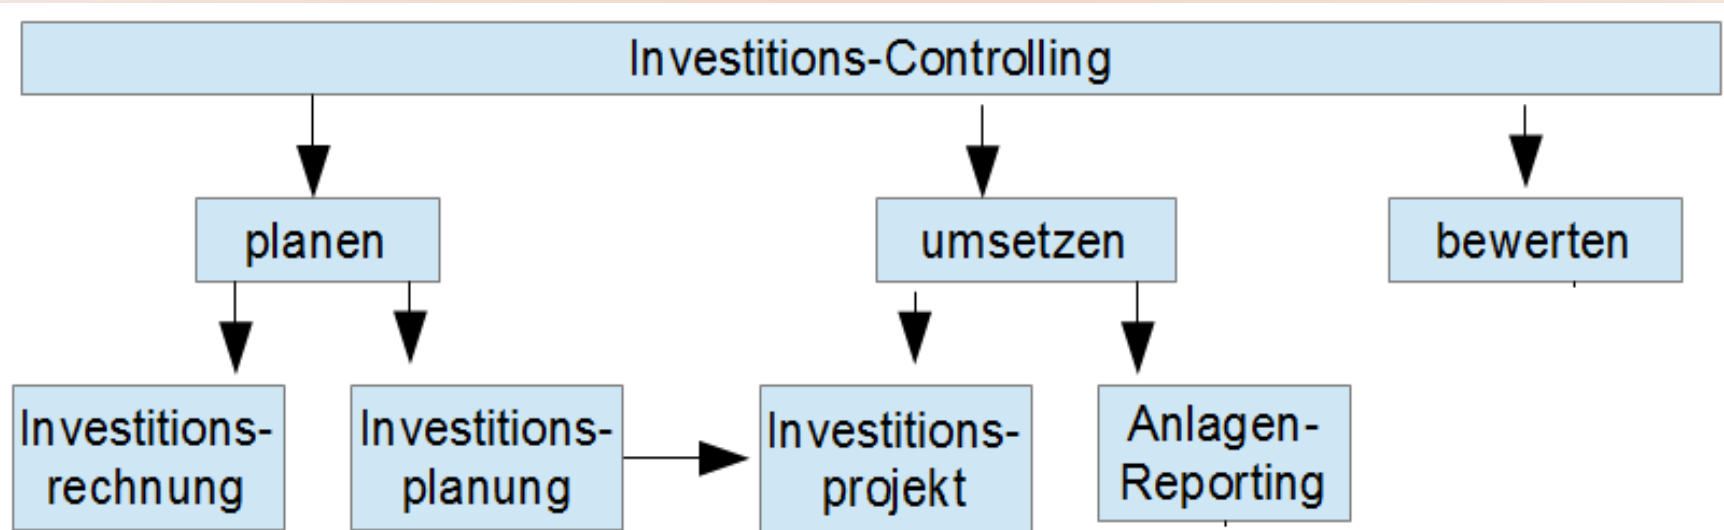 Investitions-Controlling
planen
umsetzen
bewerten
Investitions-
rechnung
Investitions-
planung
Investitions-
projekt
Anlagen-
Reporting